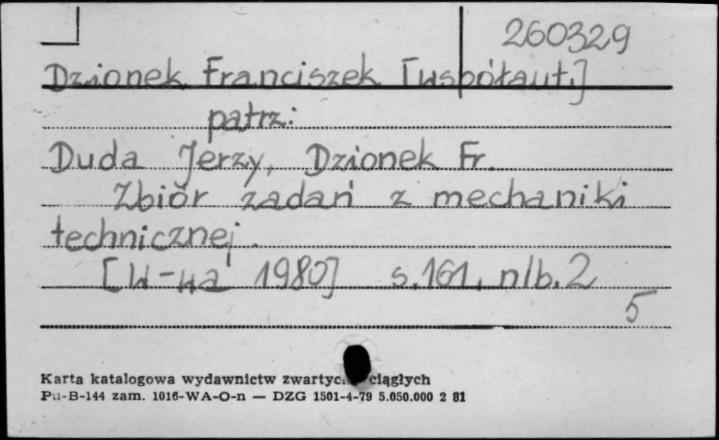 260329
Dzionek Franciszek [współaut.]
patrz:
Duda Jerzy, Dzionek Fr.
Zbiór zadań z mechaniki
technicznej.
[W-wa 1980] s. 161, nlb. 2
5
Karta katalogowa wydawnictw ciągłych
Pu-B-144 zam. 1016-WA-O-n — DZG 1501-4-79 5.050.000 2 81